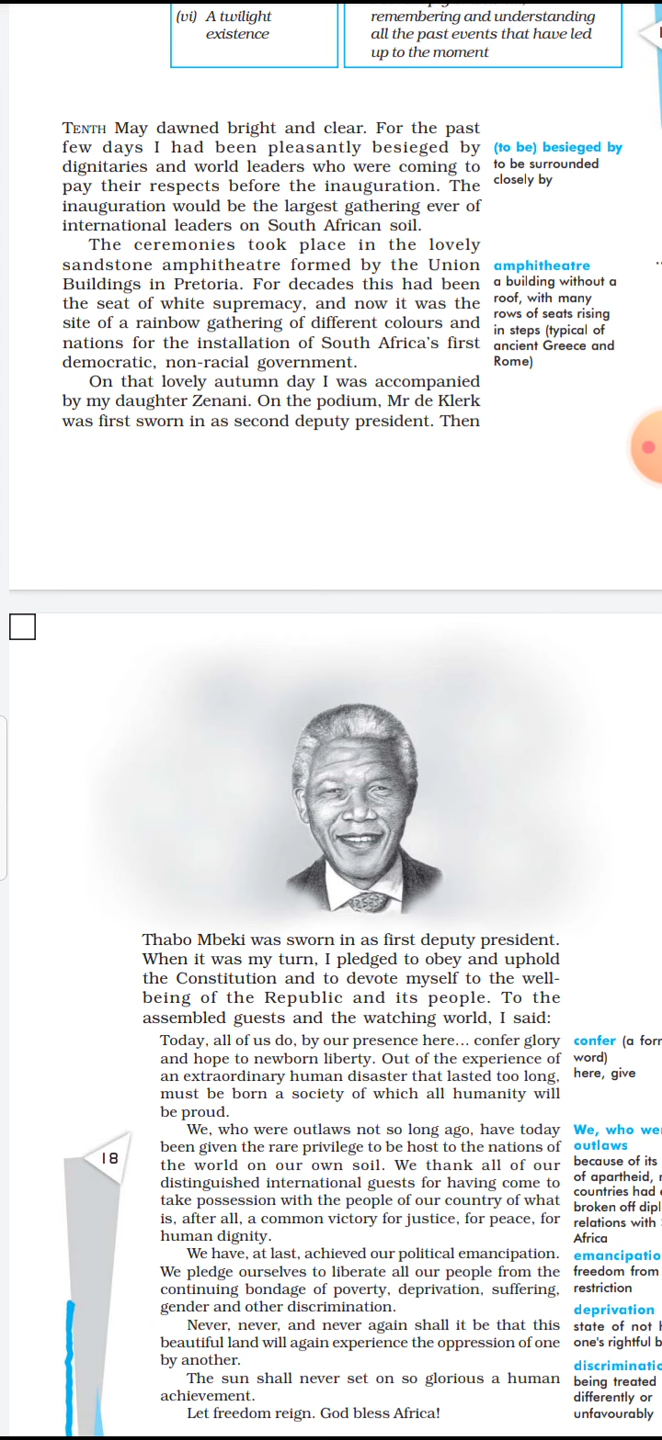 (vi) A twilight
existence
remembering and understanding
all the past events that have led
up to the moment
TENTH May dawned bright and clear. For the past
few days I had been pleasantly besieged by
dignitaries and world leaders who were coming to
pay their respects before the inauguration. The
inauguration would be the largest gathering ever of
international leaders on South African soil.
(to be) besieged by
to be surrounded
closely by
The ceremonies took place in the lovely
sandstone amphitheatre formed by the Union
Buildings in Pretoria. For decades this had been
the seat of white supremacy, and now it was the
site of a rainbow gathering of different colours and
nations for the installation of South Africa's first
democratic, non-racial government.
amphitheatre
a building without a
roof, with many
rows of seats rising
in steps (typical of
ancient Greece and
Rome)
On that lovely autumn day I was accompanied
by my daughter Zenani. On the podium, Mr de Klerk
was first sworn in as second deputy president. Then
Thabo Mbeki was sworn in as first deputy president.
When it was my turn, I pledged to obey and uphold
the Constitution and to devote myself to the well-
being of the Republic and its people. To the
assembled guests and the watching world, I said:
Today, all of us do, by our presence here... confer glory
and hope to newborn liberty. Out of the experience of
an extraordinary human disaster that lasted too long,
must be born a society of which all humanity will
be proud.
confer (a
word)
here, give
We, who were outlaws not so long ago, have today
been given the rare privilege to be host to the nations of
the world on our own soil. We thank all of our
distinguished international guests for having come to
take possession with the people of our country of what
is, after all, a common victory for justice, for peace, for
human dignity.
We, who
outlaws
because of its
of apartheid,
countries had
broken off
relations with
Africa
18
We have, at last, achieved our political emancipation.
We pledge ourselves to liberate all our people from the
continuing bondage of poverty, deprivation, suffering,
gender and other discrimination.
emancipatio
freedom from
restriction
Never, never, and never again shall it be that this
beautiful land will again experience the oppression of one
by another.
deprivation
state of not
one's rightful
The sun shall never set on so glorious a human
achievement.
Let freedom reign. God bless Africa!
discriminatio
being treated
differently or
unfavourably